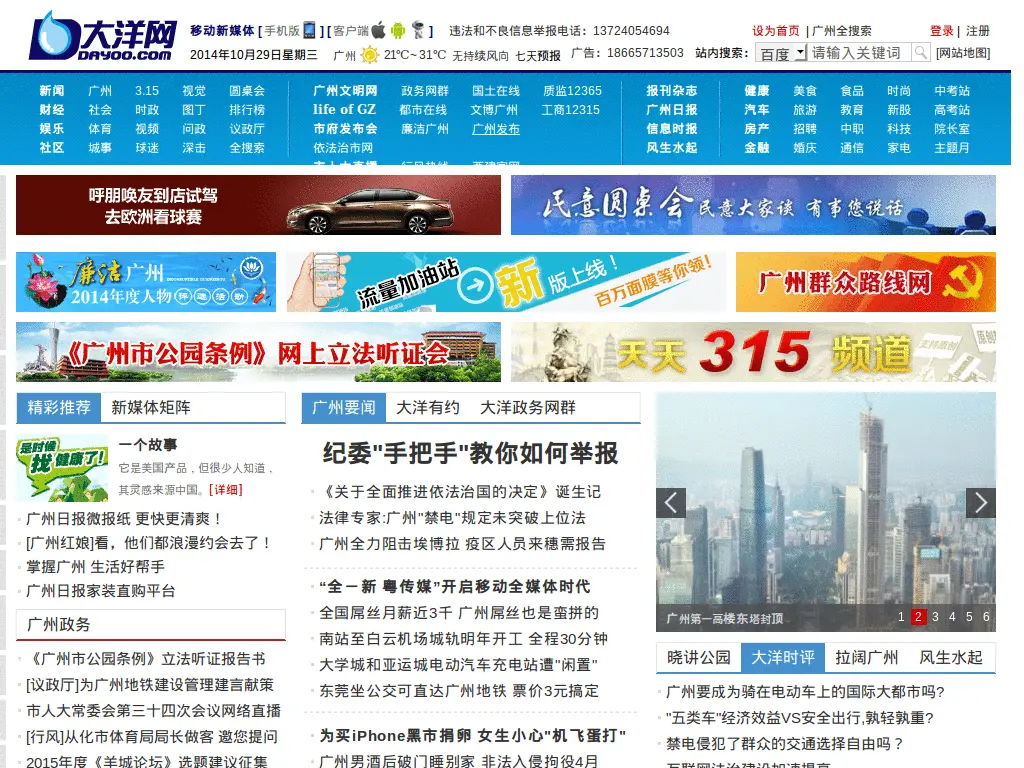 大洋网
DAYOO.COM
移动新媒体 [ 手机版 ] [ 客户端 ] 违法和不良信息举报电话：13724054694
设为首页 | 广州全搜索 登录 | 注册
2014年10月29日星期三 广州 21℃~31℃ 无持续风向 七天预报 广告：18665713503 站内搜索： 百度 请输入关键词 [网站地图]
新闻 广州 3.15 视觉 圆桌会 广州文明网 政务网群 国土在线 质监12365 报刊杂志 健康 美食 食品 时尚 中考站
财经 社会 时政 图丁 排行榜 life of GZ 都市在线 文博广州 工商12315 广州日报 汽车 旅游 教育 新股 高考站
娱乐 体育 视频 问政 议政厅 市府发布会 廉洁广州 广州发布 信息时报 房产 招聘 中职 科技 院长室
社区 城事 球迷 深击 全搜索 依法治市网 风生水起 金融 婚庆 通信 家电 主题月
呼朋唤友到店试驾
去欧洲看球赛
民意圆桌会 民意大家谈 有事您说话
廉洁广州
2014年度人物评选活动
流量加油站 新版上线！
百万面膜等你领！
广州群众路线网
《广州市公园条例》网上立法听证会
天天315频道
精彩推荐 新媒体矩阵
是时候
找健康了!
一个故事
它是美国产品，但很少人知道，
其灵感来源中国。[详细]
广州日报微报纸 更快更清爽！
[广州红娘]看，他们都浪漫约会去了！
掌握广州 生活好帮手
广州日报家装直购平台
广州政务
《广州市公园条例》立法听证报告书
[议政厅]为广州地铁建设管理建言献策
市人大常委会第三十四次会议网络直播
[行风]从化市体育局局长做客 邀您提问
2015年度《羊城论坛》选题建议征集
广州要闻 大洋有约 大洋政务网群
纪委"手把手"教你如何举报
《关于全面推进依法治国的决定》诞生记
法律专家:广州"禁电"规定未突破上位法
广州全力阻击埃博拉 疫区人员来穗需报告
“全－新 粤传媒”开启移动全媒体时代
全国屌丝月薪近3千 广州屌丝也是蛮拼的
南站至白云机场城轨明年开工 全程30分钟
大学城和亚运城电动汽车充电站遭"闲置"
东莞坐公交可直达广州地铁 票价3元搞定
为买iPhone黑市捐卵 女生小心"机飞蛋打"
广州男酒后破门睡别家 非法入侵拘役4月
广州第一高楼东塔封顶
1 2 3 4 5 6
晓讲公园 大洋时评 拉阔广州 风生水起
广州要成为骑在电动车上的国际大都市吗?
"五类车"经济效益VS安全出行,孰轻孰重?
禁电侵犯了群众的交通选择自由吗？